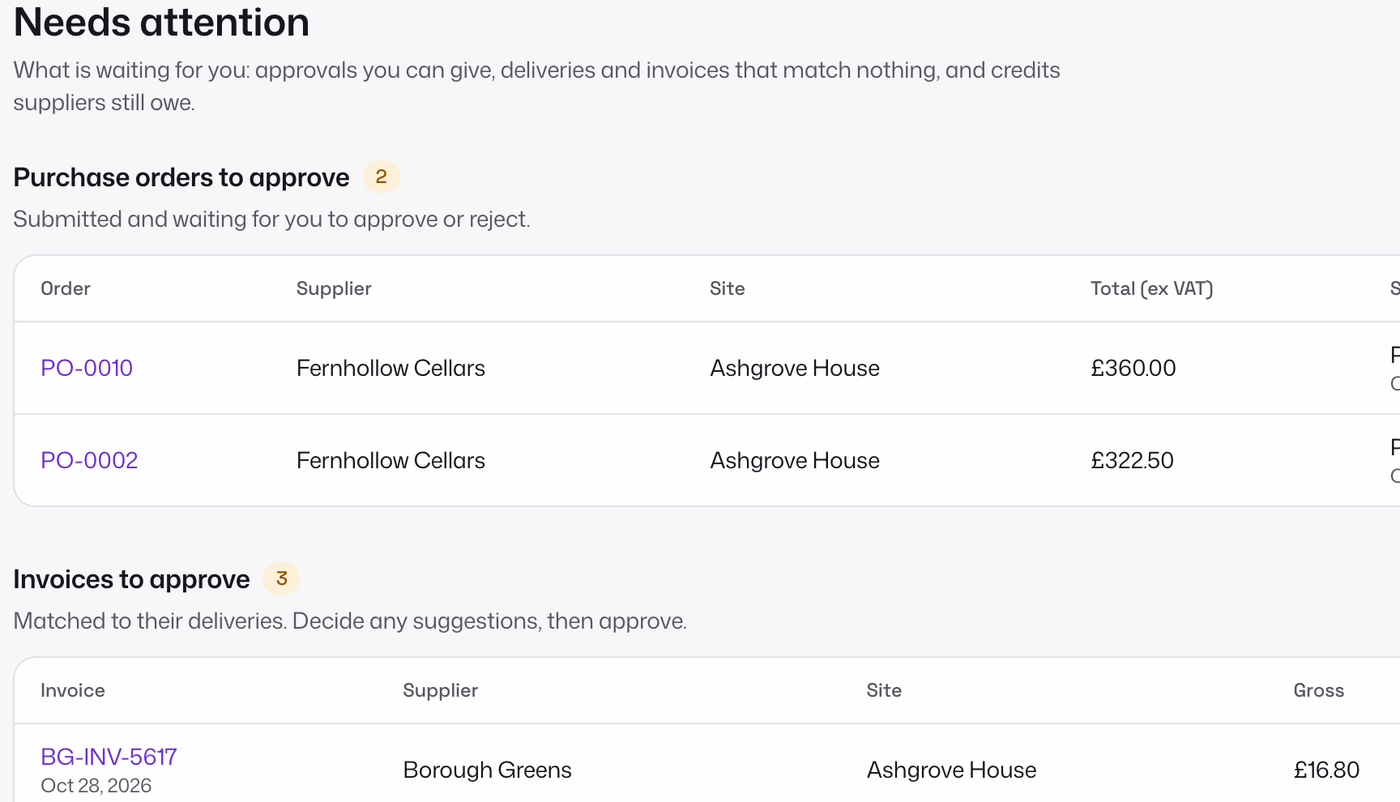 Needs attention
What is waiting for you: approvals you can give, deliveries and invoices that match nothing, and credits
suppliers still owe.
Purchase orders to approve 2
Submitted and waiting for you to approve or reject.
Order Supplier Site Total (ex VAT)
PO-0010 Fernhollow Cellars Ashgrove House £360.00
PO-0002 Fernhollow Cellars Ashgrove House £322.50
Invoices to approve 3
Matched to their deliveries. Decide any suggestions, then approve.
Invoice Supplier Site Gross
BG-INV-5617 Borough Greens Ashgrove House £16.80
Oct 28, 2026